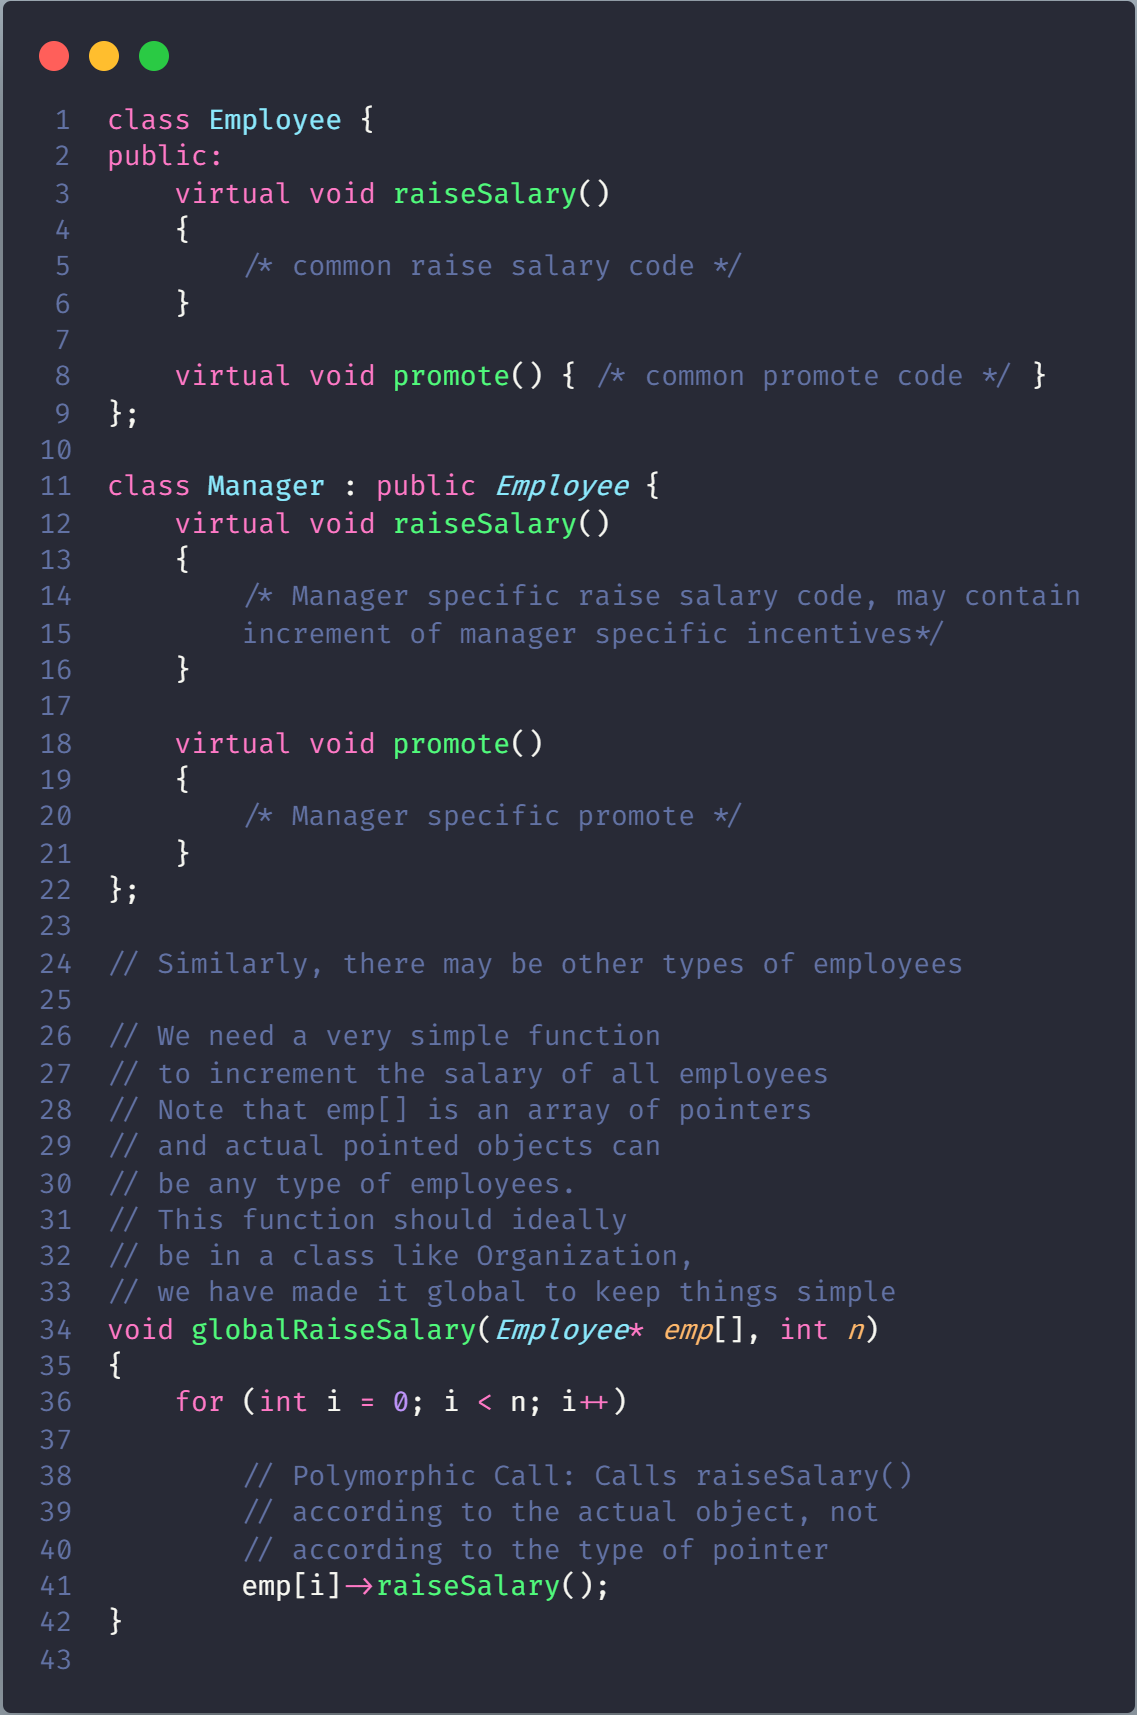 1 class Employee {
2 public:
3     virtual void raiseSalary()
4     {
5         /* common raise salary code */
6     }
7
8     virtual void promote() { /* common promote code */ }
9 };
10
11 class Manager : public Employee {
12     virtual void raiseSalary()
13     {
14         /* Manager specific raise salary code, may contain
15         increment of manager specific incentives*/
16     }
17
18     virtual void promote()
19     {
20         /* Manager specific promote */
21     }
22 };
23
24 // Similarly, there may be other types of employees
25
26 // We need a very simple function
27 // to increment the salary of all employees
28 // Note that emp[] is an array of pointers
29 // and actual pointed objects can
30 // be any type of employees.
31 // This function should ideally
32 // be in a class like Organization,
33 // we have made it global to keep things simple
34 void globalRaiseSalary(Employee* emp[], int n)
35 {
36     for (int i = 0; i < n; i++)
37
38         // Polymorphic Call: Calls raiseSalary()
39         // according to the actual object, not
40         // according to the type of pointer
41         emp[i]->raiseSalary();
42 }
43